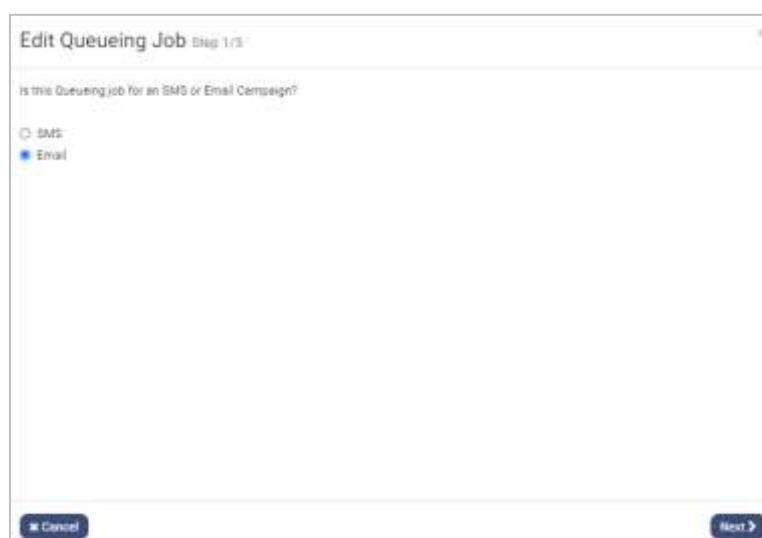 Edit Queueing Job Step 1/5
Is this Queueing job for an SMS or Email Campaign?
SMS
Email
Cancel
Next